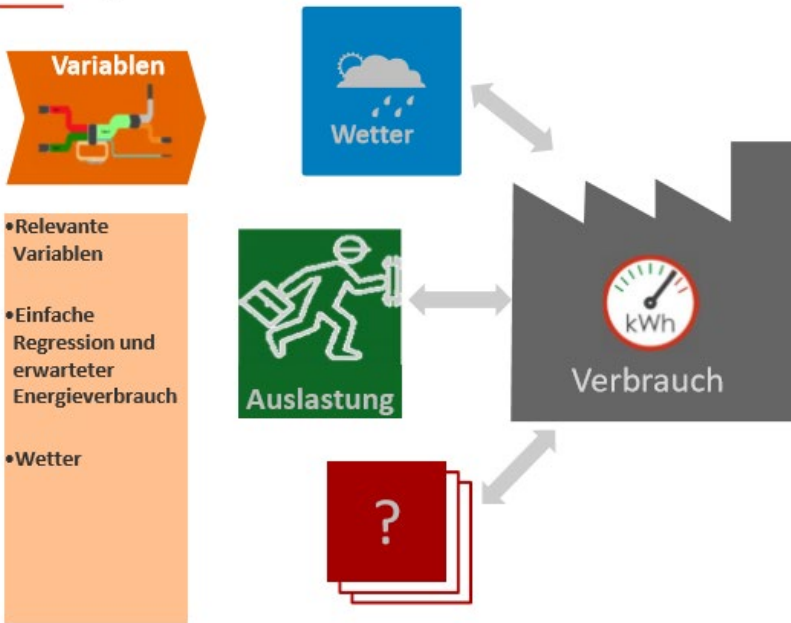 Variablen
•Relevante
Variablen
•Einfache
Regression und
erwarteter
Energieverbrauch
•Wetter
Wetter
Auslastung
?
kWh
Verbrauch